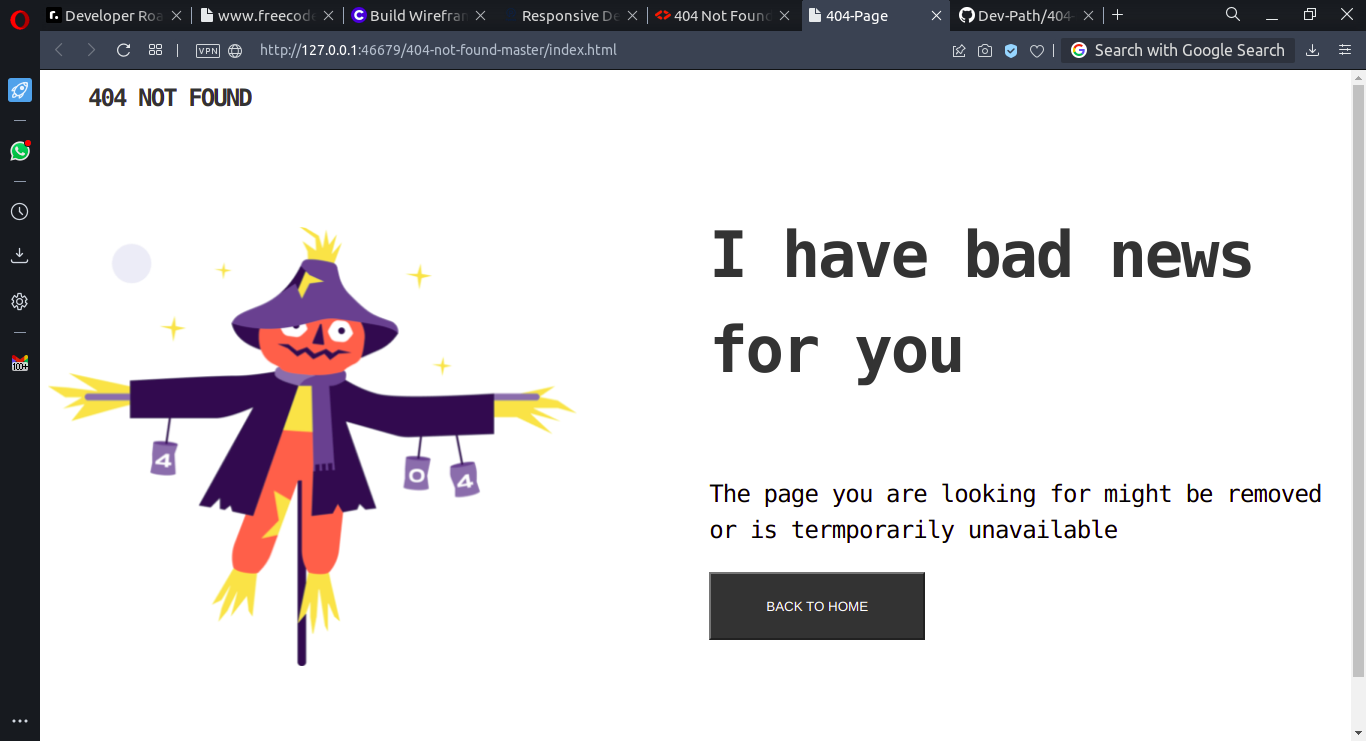 Developer Roa
www.freecode
Build Wirefran
Responsive De
404 Not Found
404-Page
Dev-Path/404-
VPN
http://127.0.0.1:46679/404-not-found-master/index.html
Search with Google Search
404 NOT FOUND
I have bad news
for you
4
0
4
The page you are looking for might be removed
or is termporarily unavailable
BACK TO HOME
100+